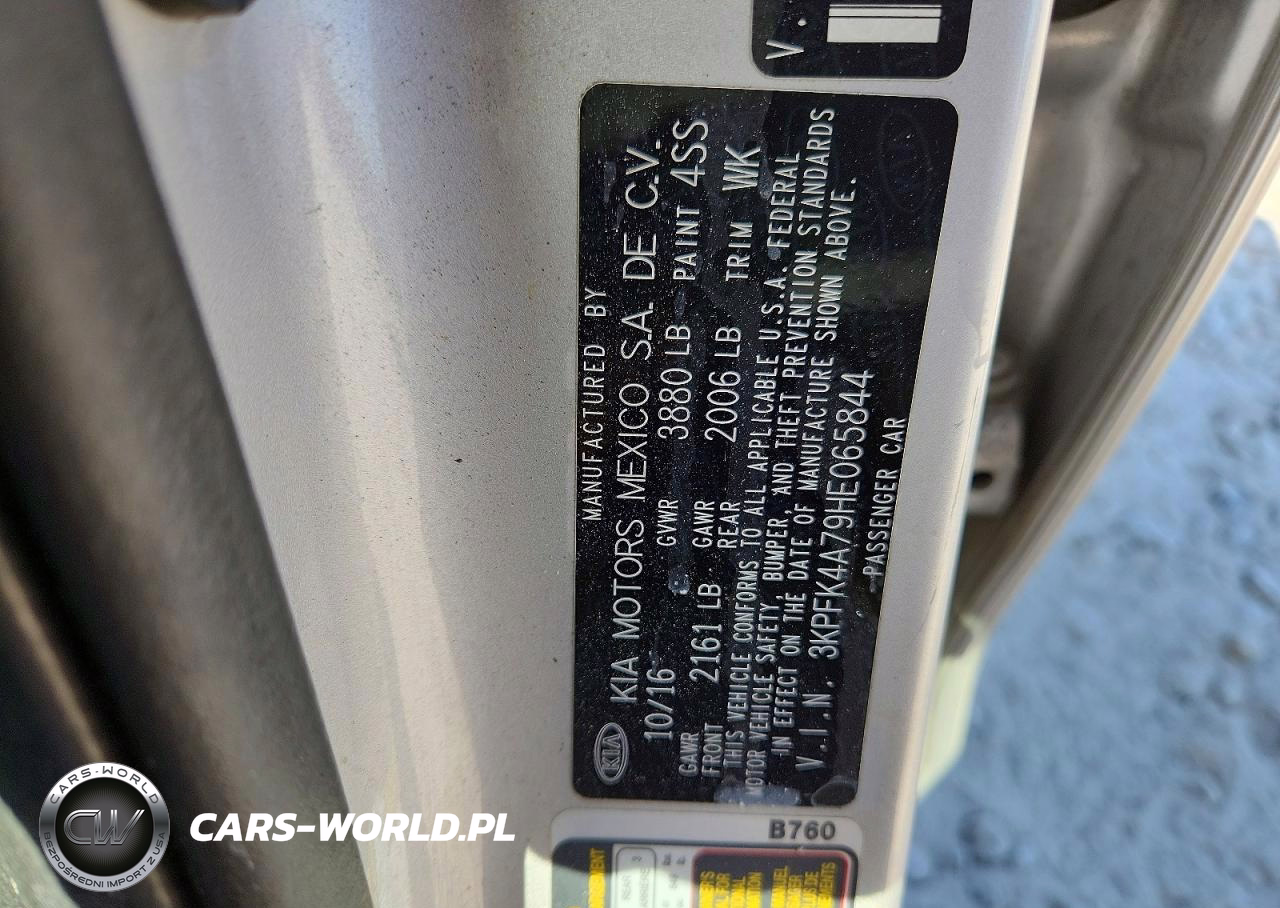 V.
MANUFACTURED BY
KIA KIA MOTORS MEXICO S.A. DE C.V.
10/16 GVWR 3880 LB PAINT 4SS
GAWR FRONT 2161 LB GAWR REAR 2006 LB TRIM WK
THIS VEHICLE CONFORMS TO ALL APPLICABLE U.S.A. FEDERAL
MOTOR VEHICLE SAFETY, BUMPER, AND THEFT PREVENTION STANDARDS
IN EFFECT ON THE DATE OF MANUFACTURE SHOWN ABOVE..
V.I.N. 3KPFK4A79HE065844
PASSENGER CAR
B760
REAR 3
CARS-WORLD
CW
BEZPOŚREDNI IMPORT Z USA
CARS-WORLD.PL